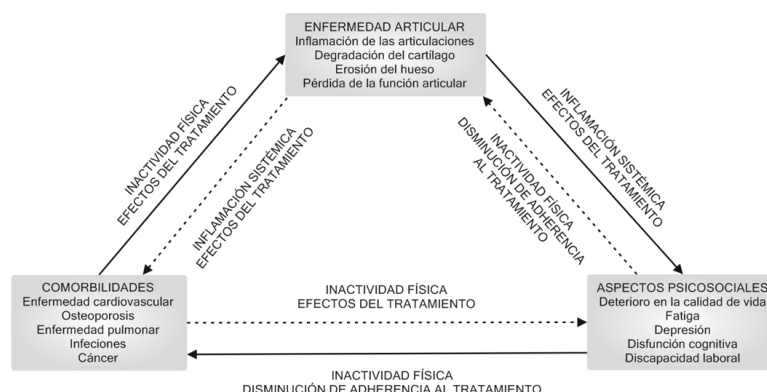 ENFERMEDAD ARTICULAR
Inflamación de las articulaciones
Degradación del cartílago
Erosión del hueso
Pérdida de la función articular
INACTIVIDAD FÍSICA
EFECTOS DEL TRATAMIENTO
INFLAMACIÓN SISTÉMICA
EFECTOS DEL TRATAMIENTO
INACTIVIDAD FÍSICA
DISMINUCIÓN DE ADHERENCIA
AL TRATAMIENTO
INFLAMACIÓN SISTÉMICA
EFECTOS DEL TRATAMIENTO
COMORBILIDADES
Enfermedad cardiovascular
Osteoporosis
Enfermedad pulmonar
Infeciones
Cáncer
INACTIVIDAD FÍSICA
EFECTOS DEL TRATAMIENTO
ASPECTOS PSICOSOCIALES
Deterioro en la calidad de vida
Fatiga
Depresión
Disfunción cognitiva
Discapacidad laboral
INACTIVIDAD FÍSICA
DISMINUCIÓN DE ADHERENCIA AL TRATAMIENTO